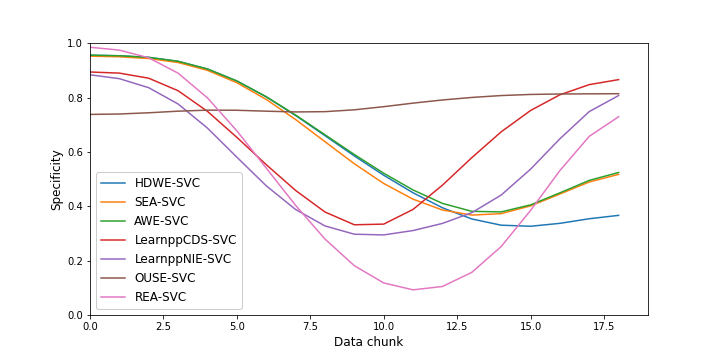 1.0
0.8
0.6
0.4
0.2
0.0
Specificity
HDWE-SVC
SEA-SVC
AWE-SVC
LearnppCDS-SVC
LearnppNIE-SVC
OUSE-SVC
REA-SVC
0.0 2.5 5.0 7.5 10.0 12.5 15.0 17.5
Data chunk